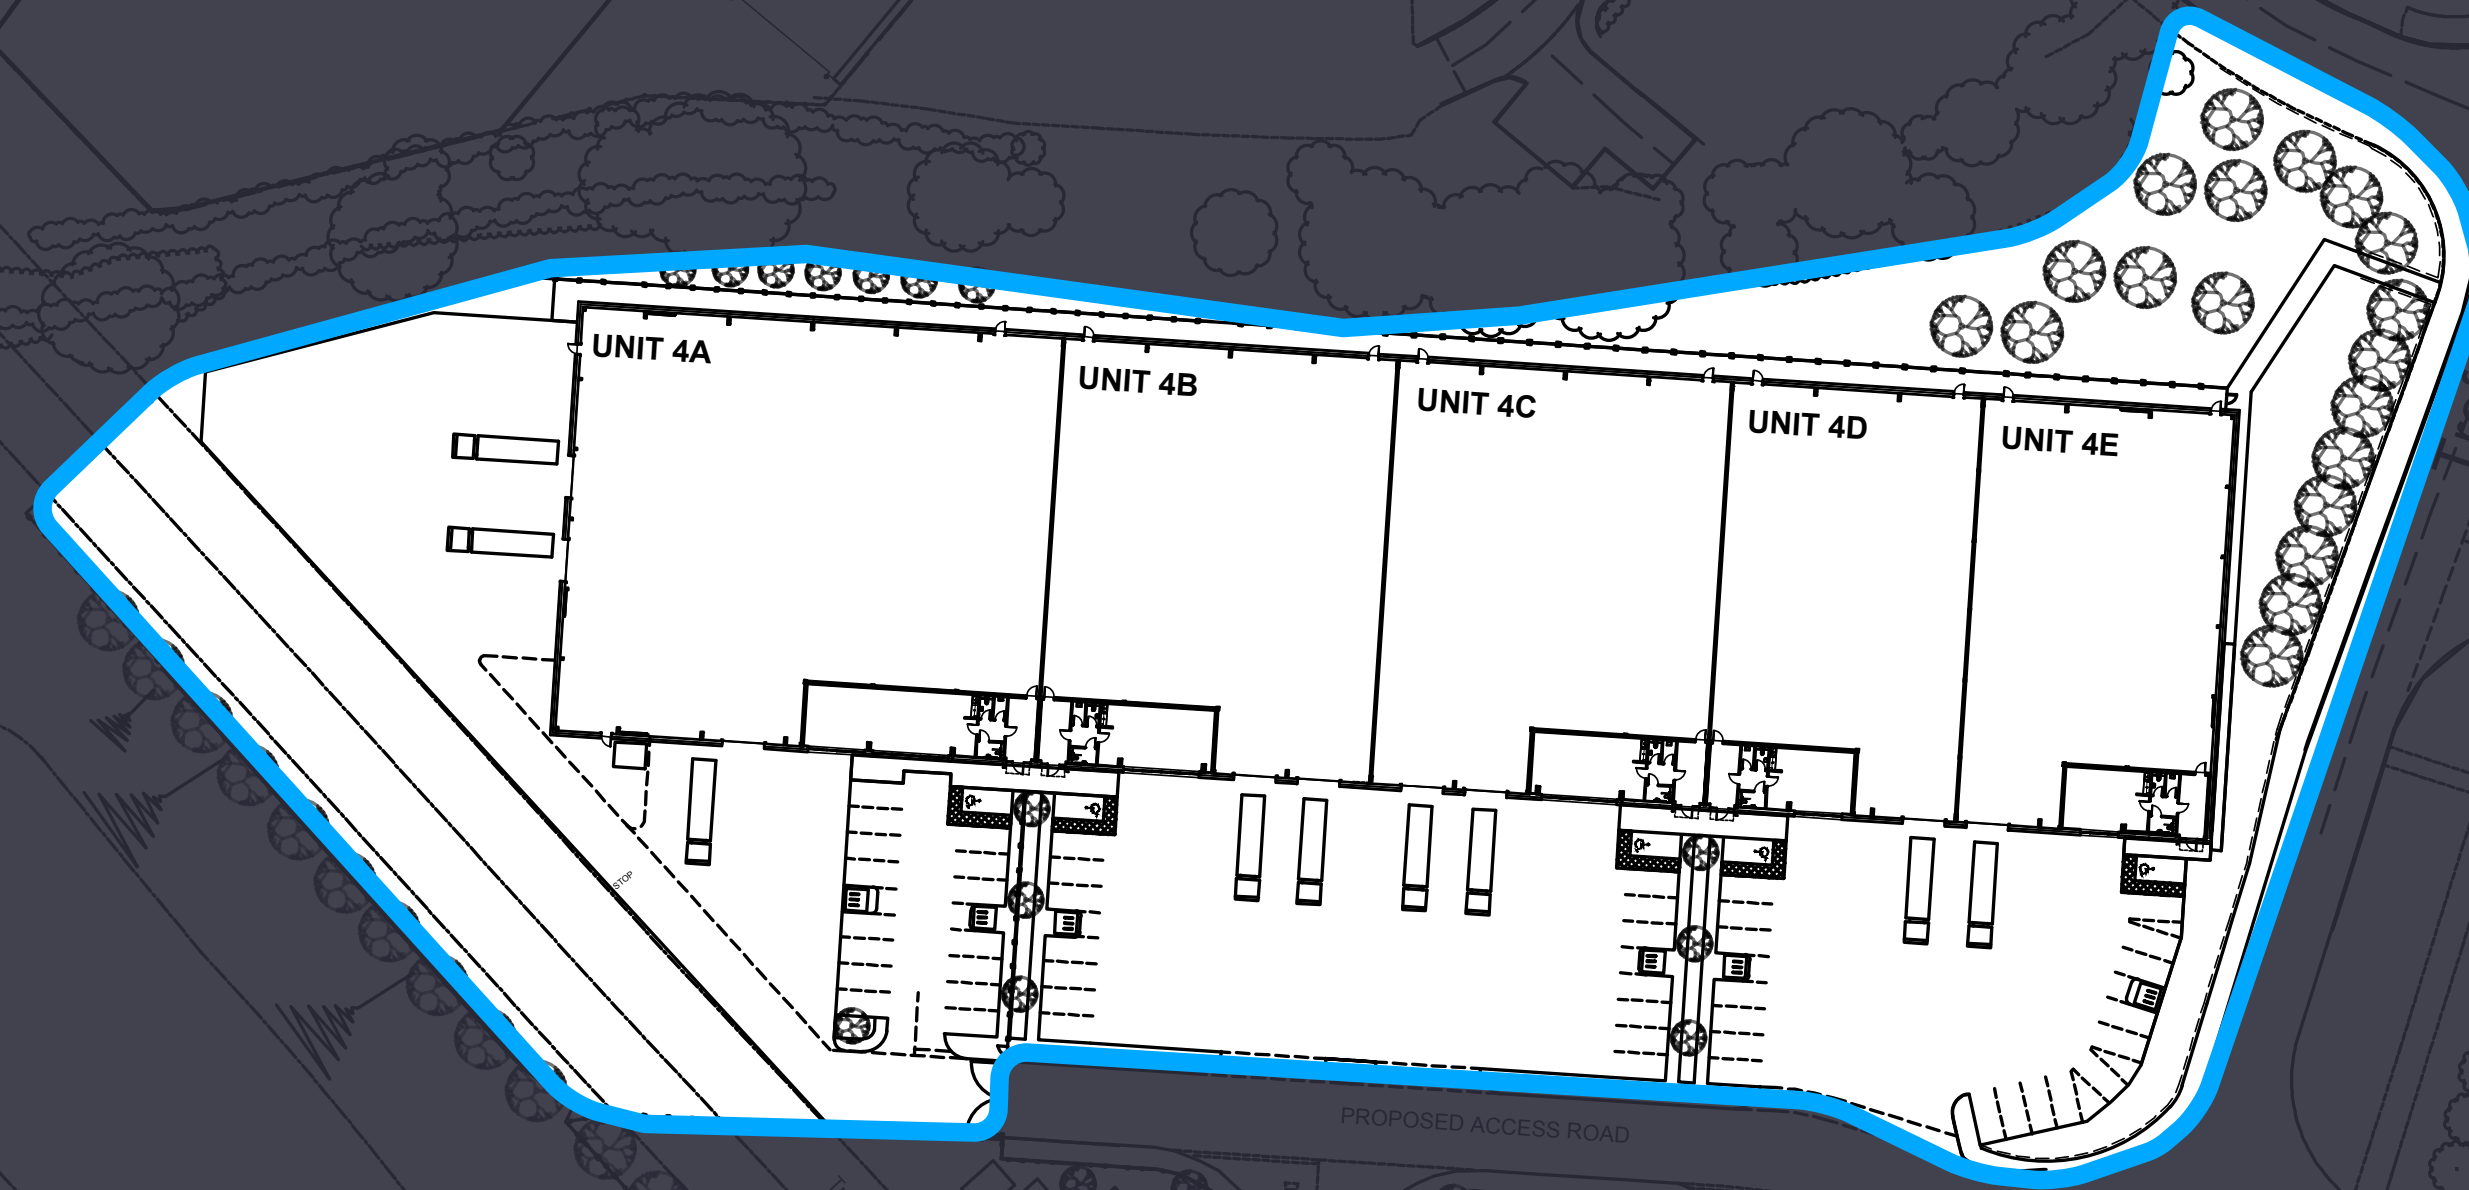 UNIT 4A
UNIT 4B
UNIT 4C
UNIT 4D
UNIT 4E
STOP
PROPOSED ACCESS ROAD